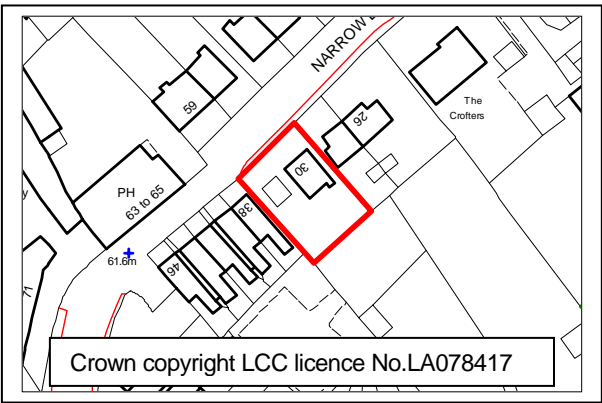 NARROW
59
The
Crofters
26
30
PH
63 to 65
38
61.6m
46
71
Crown copyright LCC licence No.LA078417